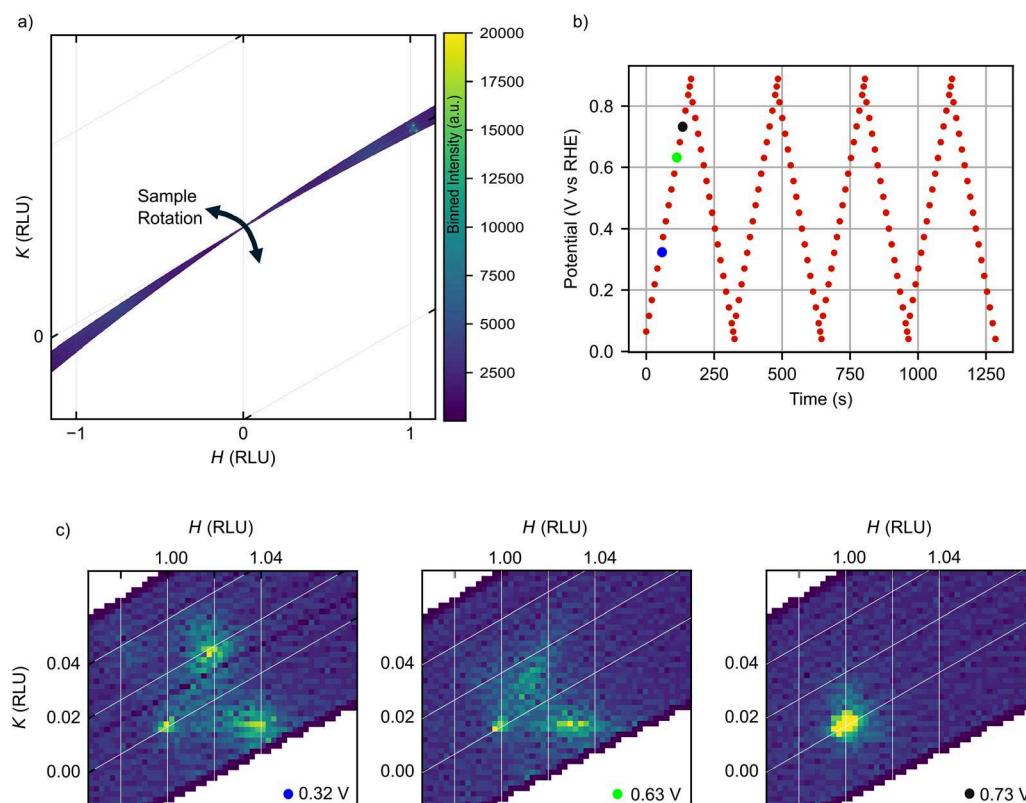 a)
K (RLU)
0
−1
0
1
H (RLU)
Sample
Rotation
Binned Intensity (a.u.)
20000
17500
15000
12500
10000
7500
5000
2500
b)
Potential (V vs RHE)
0.8
0.6
0.4
0.2
0.0
0
250
500
750
1000
1250
Time (s)
c)
H (RLU)
1.00
1.04
K (RLU)
0.04
0.02
0.00
0.32 V
H (RLU)
1.00
1.04
0.04
0.02
0.00
0.63 V
H (RLU)
1.00
1.04
0.04
0.02
0.00
0.73 V